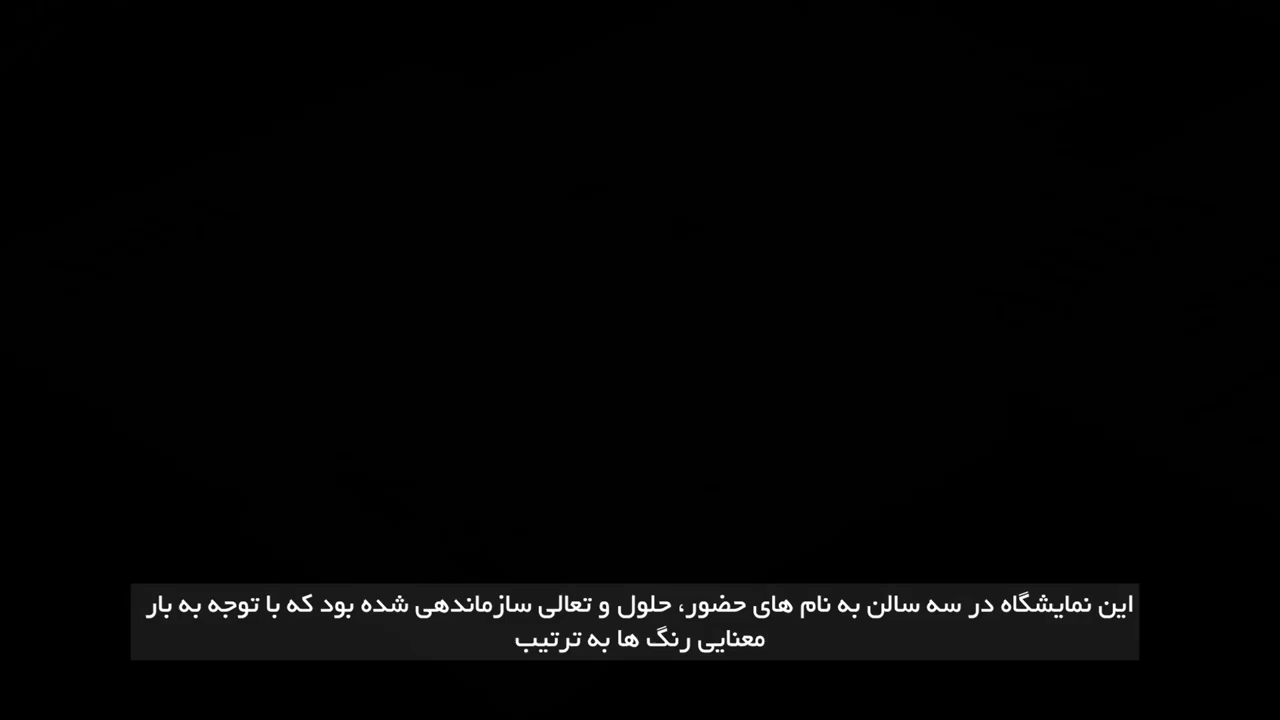 این نمایشگاه در سه سالن به نام های حضور، حلول و تعالی سازماندهی شده بود که با توجه به بار
معنایی رنگ ها به ترتیب